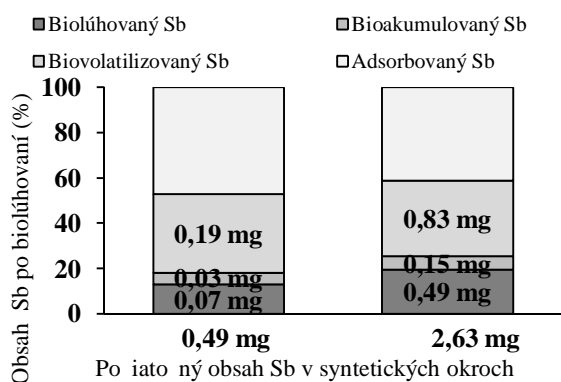 Biolúhovaný Sb Bioakumulovaný Sb
Biovolatilizovaný Sb Adsorbovaný Sb
Obsah Sb po biolúhovaní (%)
100
80
60
40
20
0
0,19 mg
0,03 mg
0,07 mg
0,83 mg
0,15 mg
0,49 mg
0,49 mg 2,63 mg
Po iato ný obsah Sb v syntetických okroch